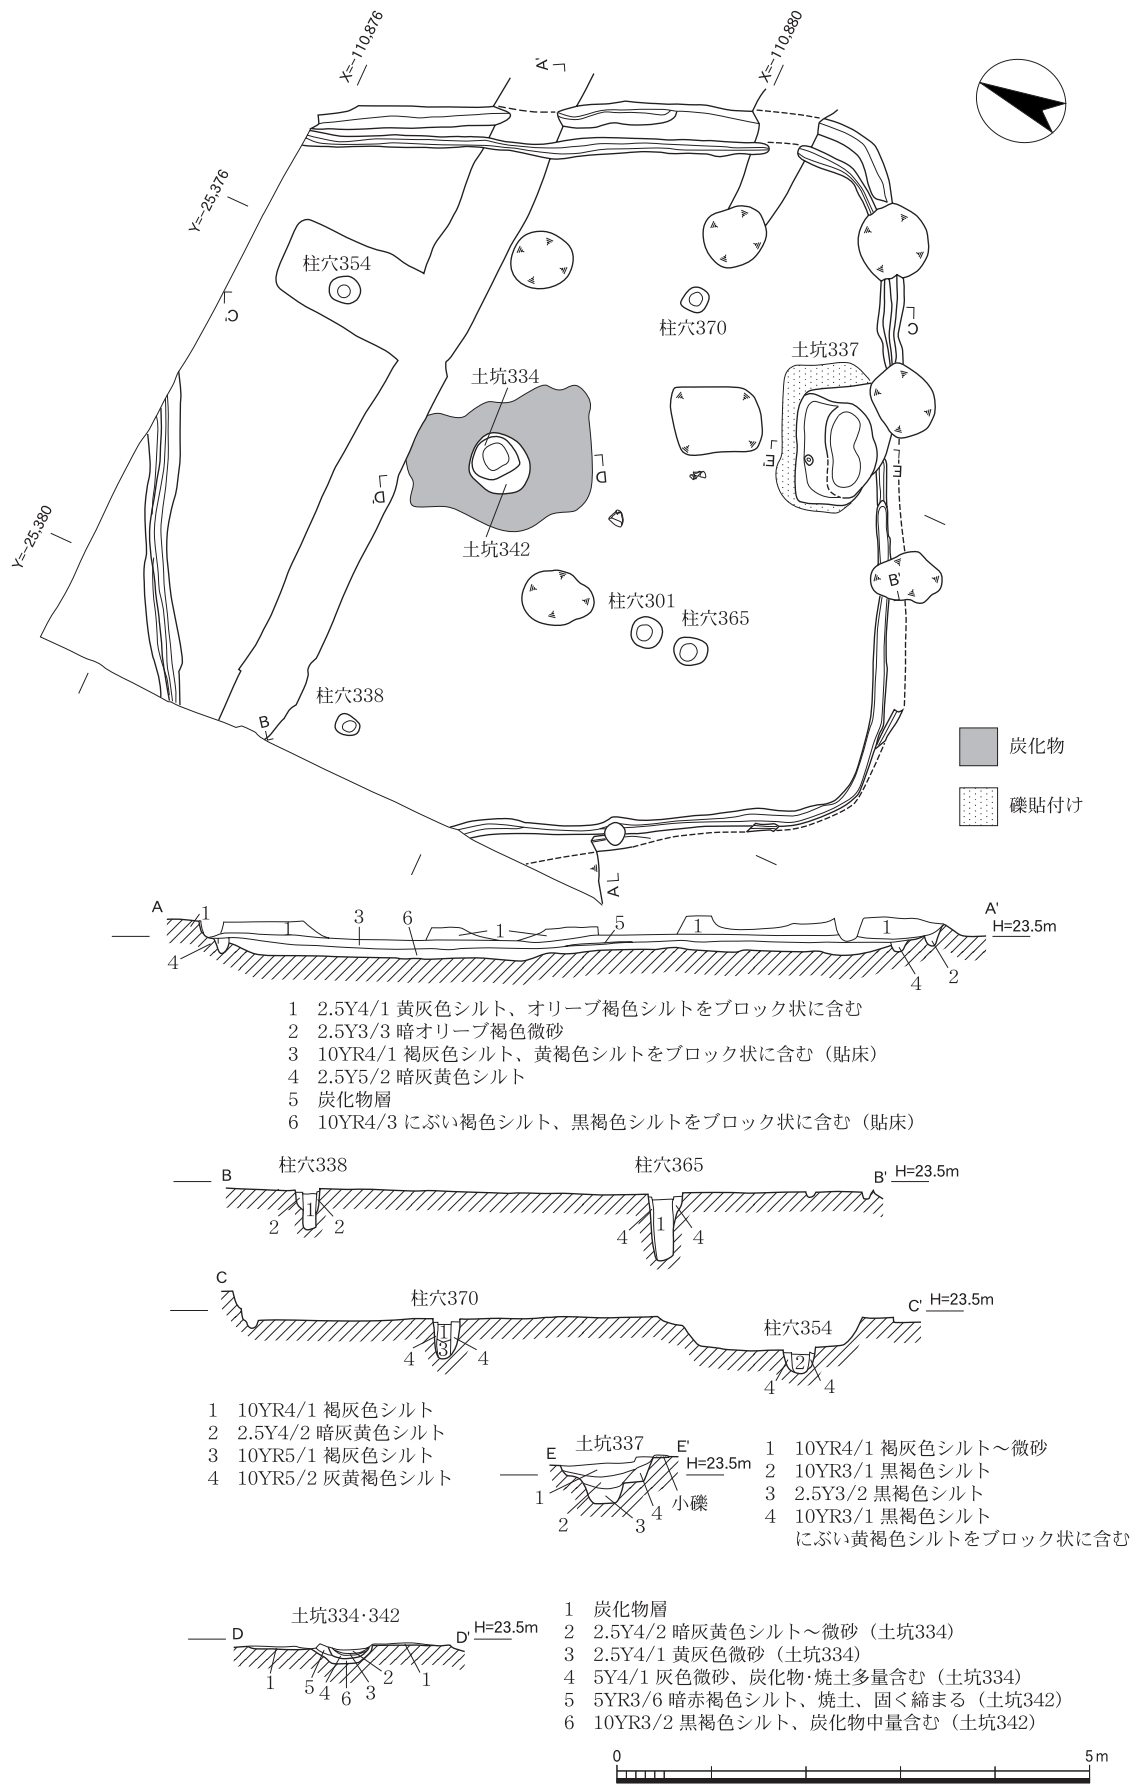 X=−110,876
X=−110,880
A'
Y=−25,376
Y=−25,380
柱穴354
C'
柱穴370
C
土坑337
土坑334
E'
E
D
D'
土坑342
B'
柱穴301
柱穴365
柱穴338
B
炭化物
礫貼付け
A
A
1
3
6
1
5
1
1
A'
H=23.5m
4
4
2
1 2.5Y4/1 黄灰色シルト、オリーブ褐色シルトをブロック状に含む
2 2.5Y3/3 暗オリーブ褐色微砂
3 10YR4/1 褐灰色シルト、黄褐色シルトをブロック状に含む（貼床）
4 2.5Y5/2 暗灰黄色シルト
5 炭化物層
6 10YR4/3 にぶい褐色シルト、黒褐色シルトをブロック状に含む（貼床）
B
柱穴338
柱穴365
B'
H=23.5m
2
1
2
4
1
4
C
柱穴370
柱穴354
C'
H=23.5m
4
1
3
4
4
2
4
1 10YR4/1 褐灰色シルト
2 2.5Y4/2 暗灰黄色シルト
3 10YR5/1 褐灰色シルト
4 10YR5/2 灰黄褐色シルト
E
土坑337
E'
H=23.5m
1
2
3
4
小礫
1 10YR4/1 褐灰色シルト～微砂
2 10YR3/1 黒褐色シルト
3 2.5Y3/2 黒褐色シルト
4 10YR3/1 黒褐色シルト
にぶい黄褐色シルトをブロック状に含む
土坑334･342
D
D'
H=23.5m
1
5
4
6
3
2
1
1 炭化物層
2 2.5Y4/2 暗灰黄色シルト～微砂（土坑334）
3 2.5Y4/1 黄灰色微砂（土坑334）
4 5Y4/1 灰色微砂、炭化物･焼土多量含む（土坑334）
5 5YR3/6 暗赤褐色シルト、焼土、固く締まる（土坑342）
6 10YR3/2 黒褐色シルト、炭化物中量含む（土坑342）
0
5m